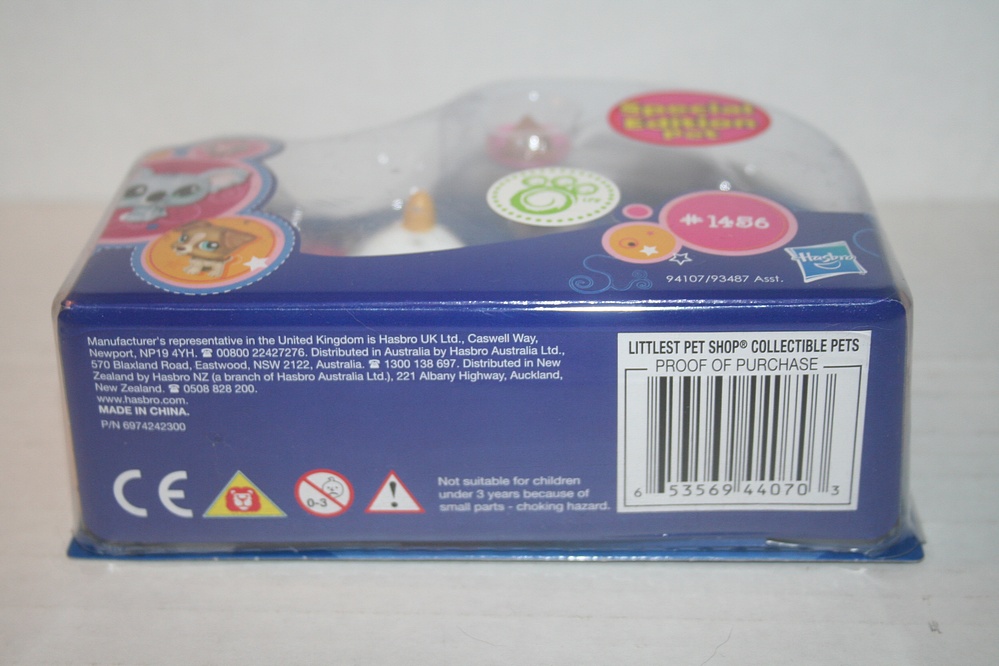 Special
Edition
Pet
# 1456
Hasbro
94107/93487 Asst.
Manufacturer's representative in the United Kingdom is Hasbro UK Ltd., Caswell Way,
Newport, NP19 4YH. ☎ 00800 22427276. Distributed in Australia by Hasbro Australia Ltd.,
570 Blaxland Road, Eastwood, NSW 2122, Australia. ☎ 1300 138 697. Distributed in New
Zealand by Hasbro NZ (a branch of Hasbro Australia Ltd.), 221 Albany Highway, Auckland,
New Zealand. ☎ 0508 828 200.
www.hasbro.com.
MADE IN CHINA.
P/N 6974242300
CE
0-3
!
Not suitable for children
under 3 years because of
small parts - choking hazard.
LITTLEST PET SHOP® COLLECTIBLE PETS
PROOF OF PURCHASE
6 53569 44070 3